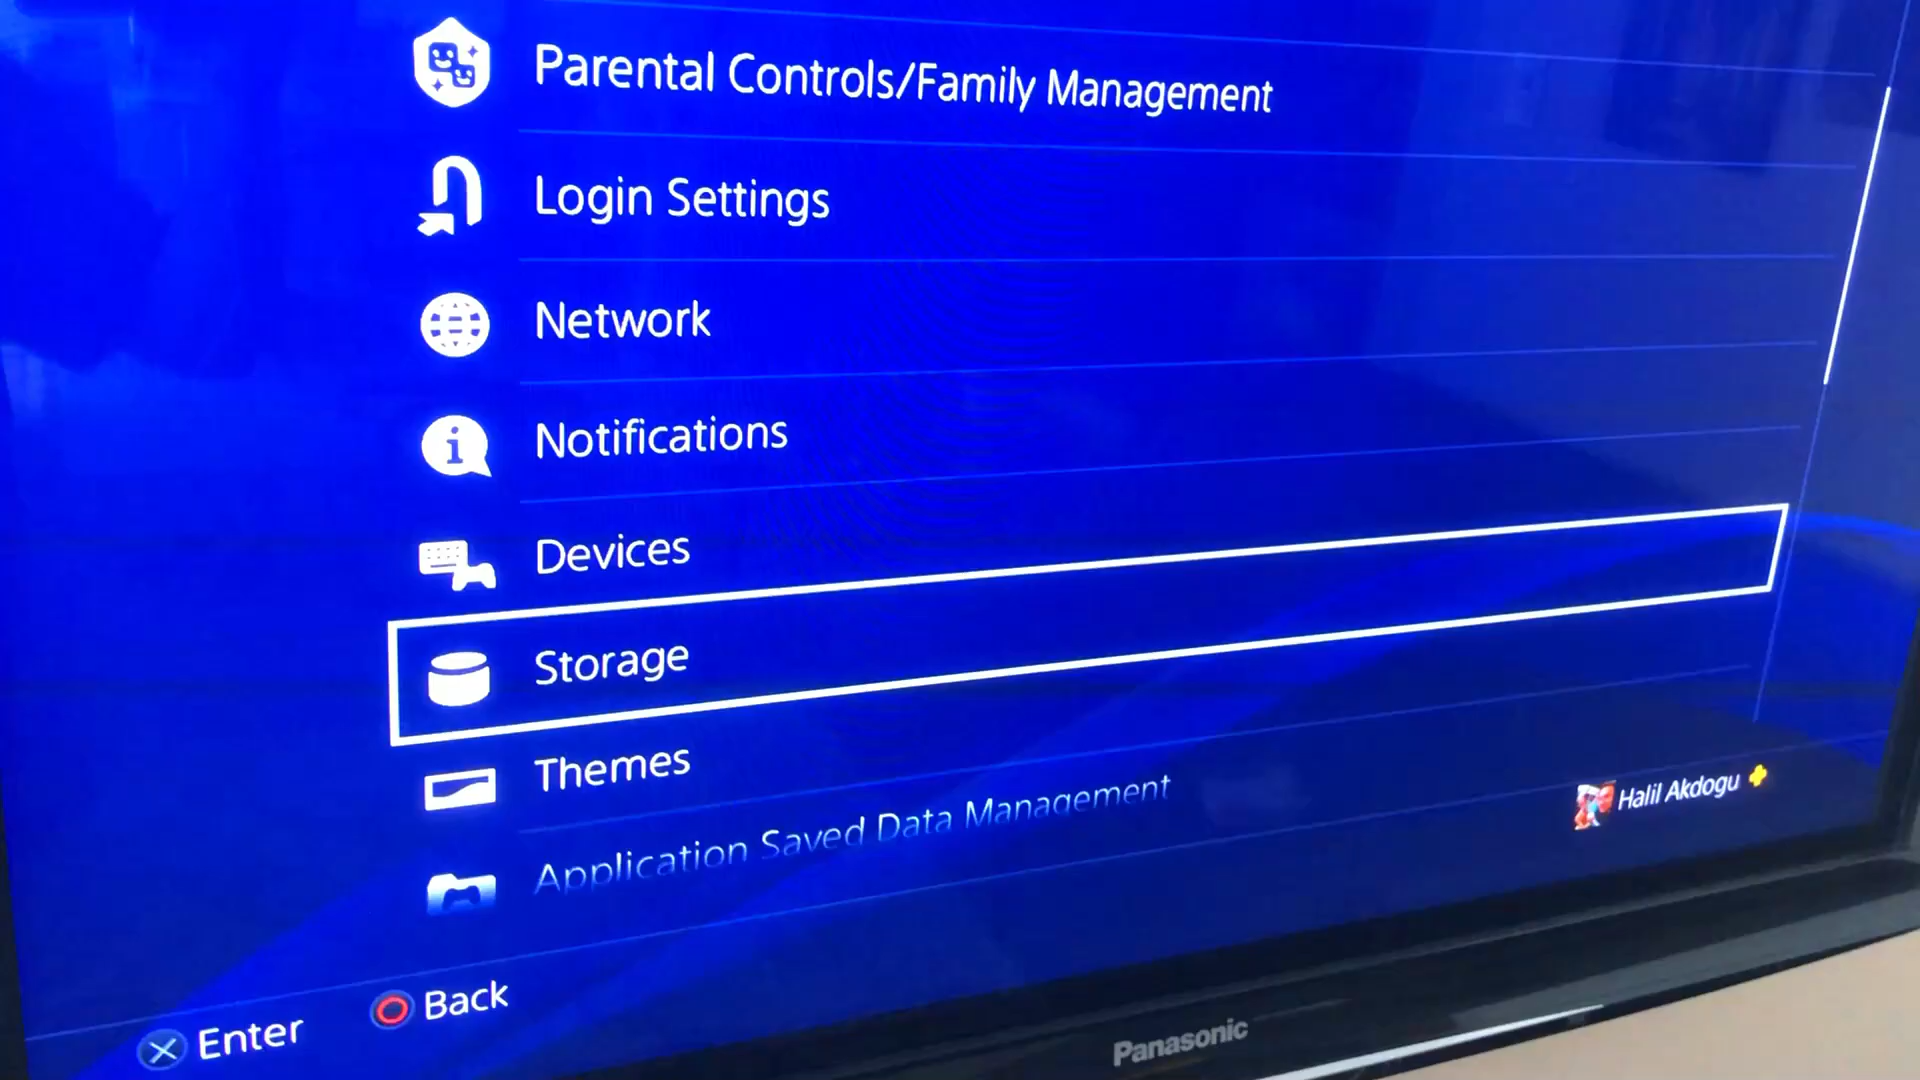 Parental Controls/Family Management
Login Settings
Network
Notifications
Devices
Storage
Themes
Application Saved Data Management
Halil Akdogu
Enter
Back
Panasonic